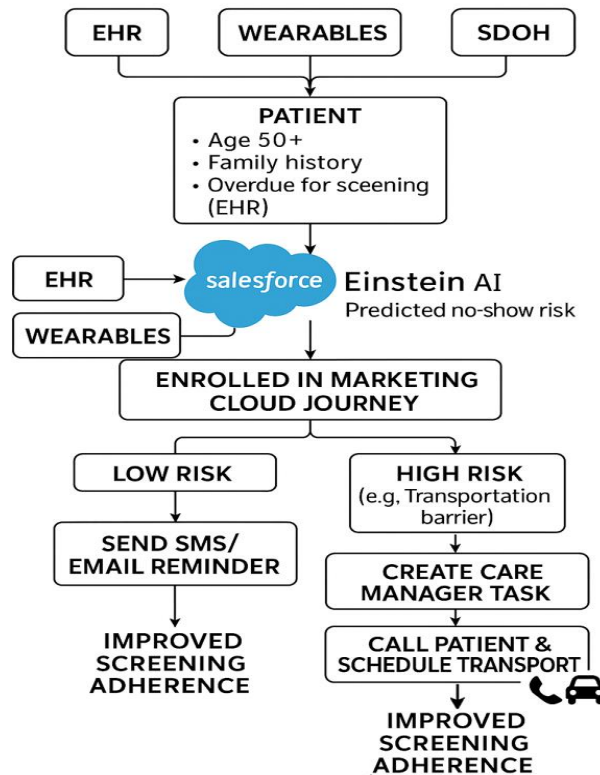 EHR
WEARABLES
SDOH
PATIENT
• Age 50+
• Family history
• Overdue for sceening
(EHR)
EHR
salesforce
Einstein AI
Predicted no-show risk
WEARABLES
ENROLLED IN MARKETING
CLOUD JOURNEY
LOW RISK
HIGH RISK
(e.g, Transportation
barrier)
SEND SMS/
EMAIL REMINDER
CREATE CARE
MANAGER TASK
IMPROVED
SCREENING
ADHERENCE
CALL PATIENT &
SCHEDULE TRANSPORT
IMPROVED
SCREENING
ADHERENCE